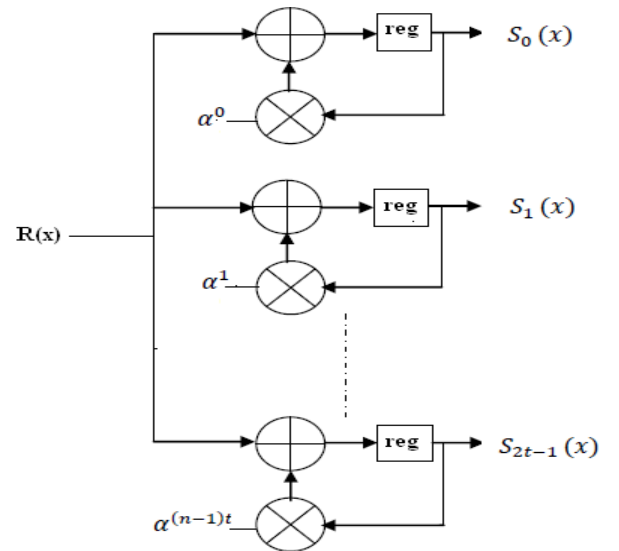 reg
S₀ (x)
α⁰
reg
S₁ (x)
R(x)
α¹
reg
S₂ₜ₋₁ (x)
α⁽ⁿ⁻¹⁾ᵗ